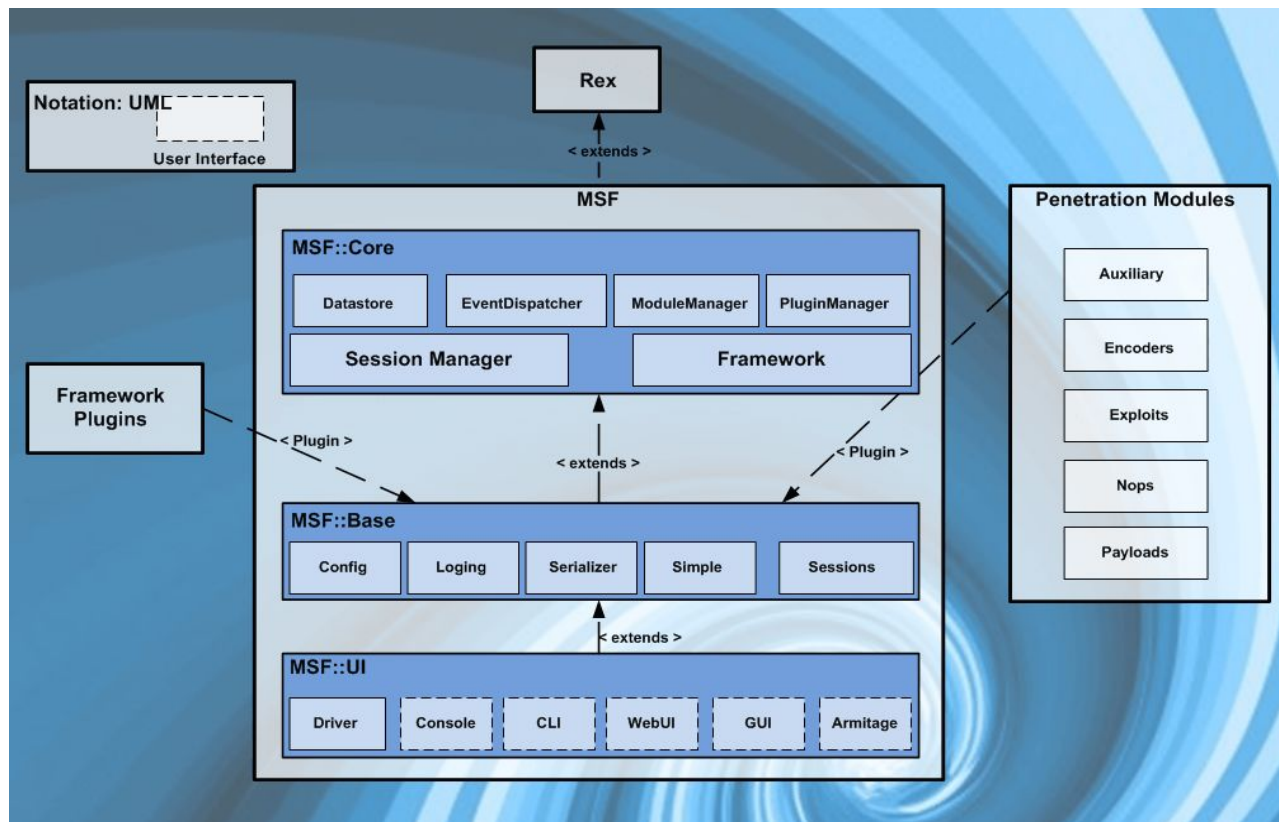 Rex
Notation: UML
User Interface
< extends >
MSF
Penetration Modules
MSF::Core
Datastore
EventDispatcher
ModuleManager
PluginManager
Session Manager
Framework
Auxiliary
Encoders
Exploits
Nops
Payloads
Framework
Plugins
< Plugin >
< extends >
< Plugin >
MSF::Base
Config
Loging
Serializer
Simple
Sessions
< extends >
MSF::UI
Driver
Console
CLI
WebUI
GUI
Armitage